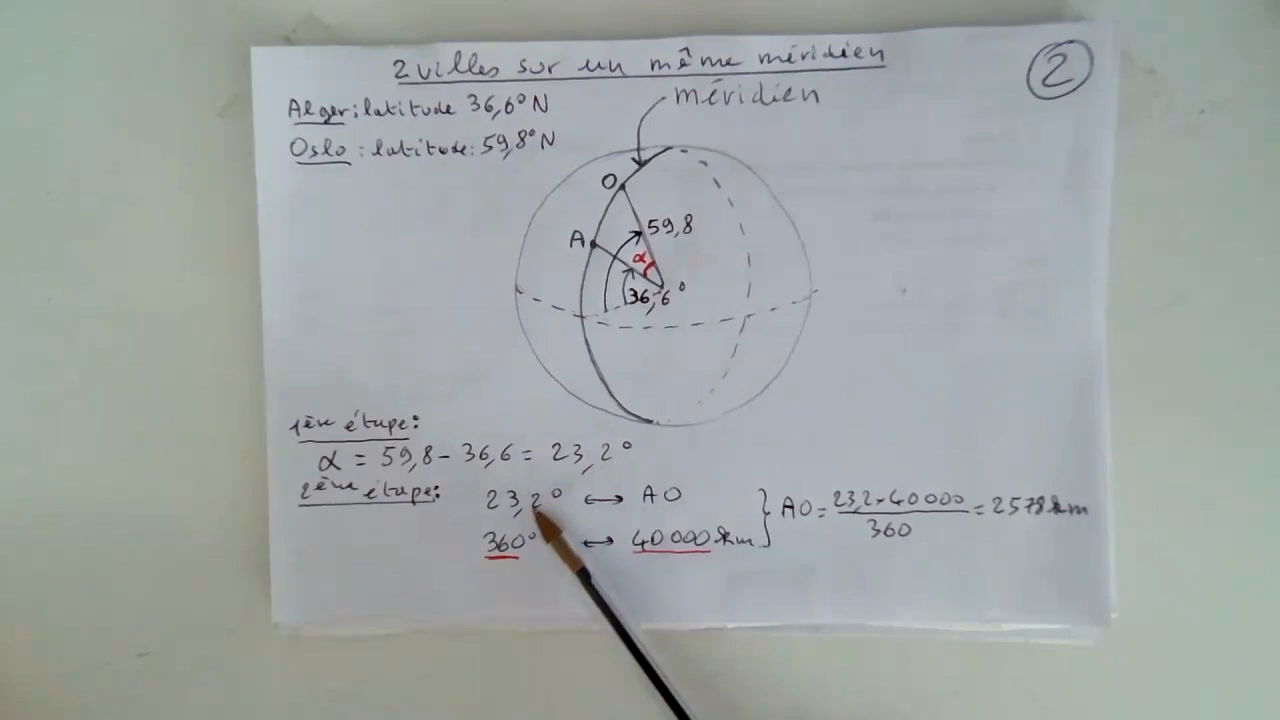 2 villes sur un même méridien
2
Alger : latitude 36,6° N
méridien
Oslo : latitude : 59,8° N
O
59,8
A
α
36,6°
1ère étape :
α = 59,8 - 36,6 = 23,2°
2ème étape :
23,2° ↔ AO
360° ↔ 40 000 km
} AO = 23,2 × 40 000 / 360 = 2578 km